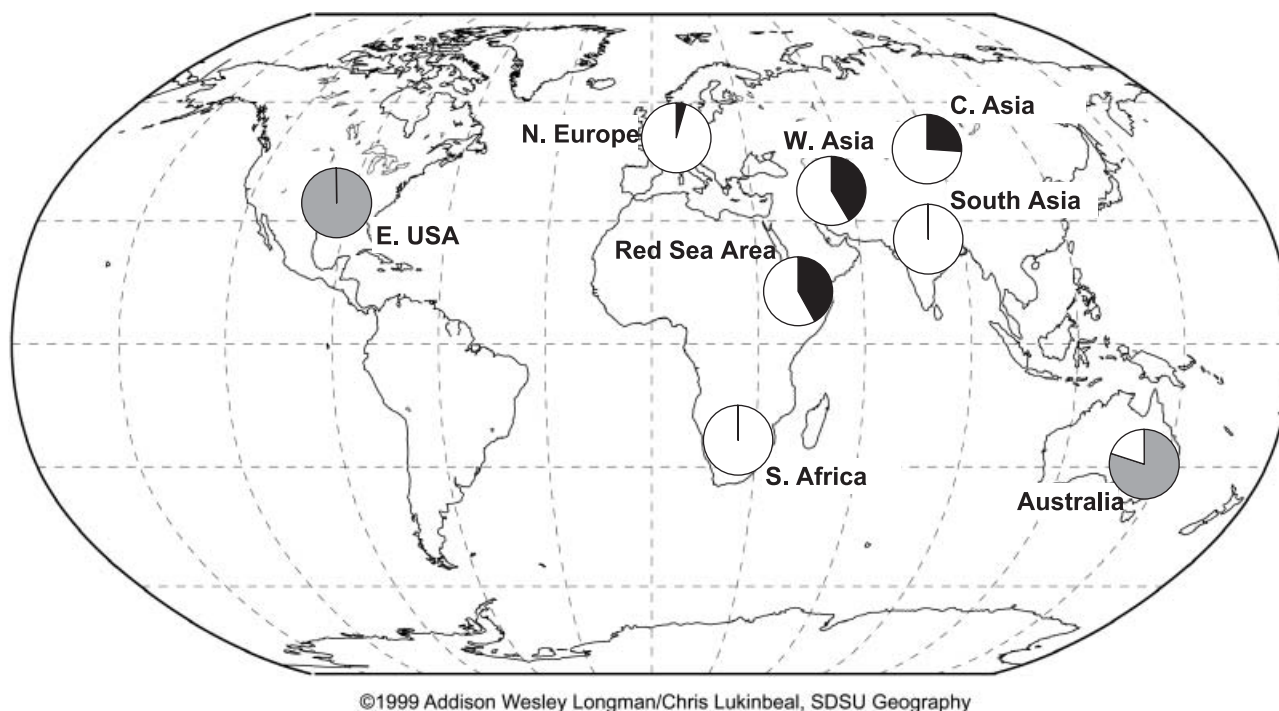 C. Asia
N. Europe
W. Asia
South Asia
E. USA
Red Sea Area
S. Africa
Australia
©1999 Addison Wesley Longman/Chris Lukinbeal, SDSU Geography